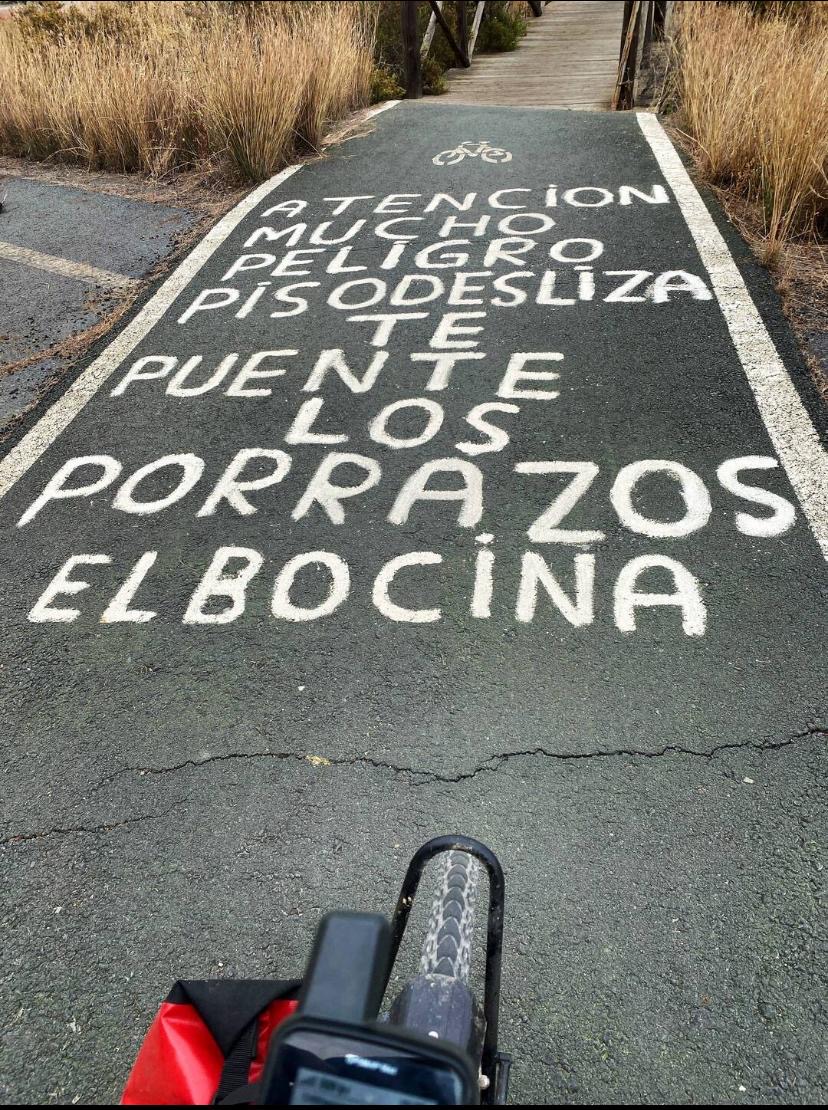 ATENCION
MUCHO
PELIGRO
PISODESLIZA
TE
PUENTE
LOS
PORRAZOS
ELBOCINA